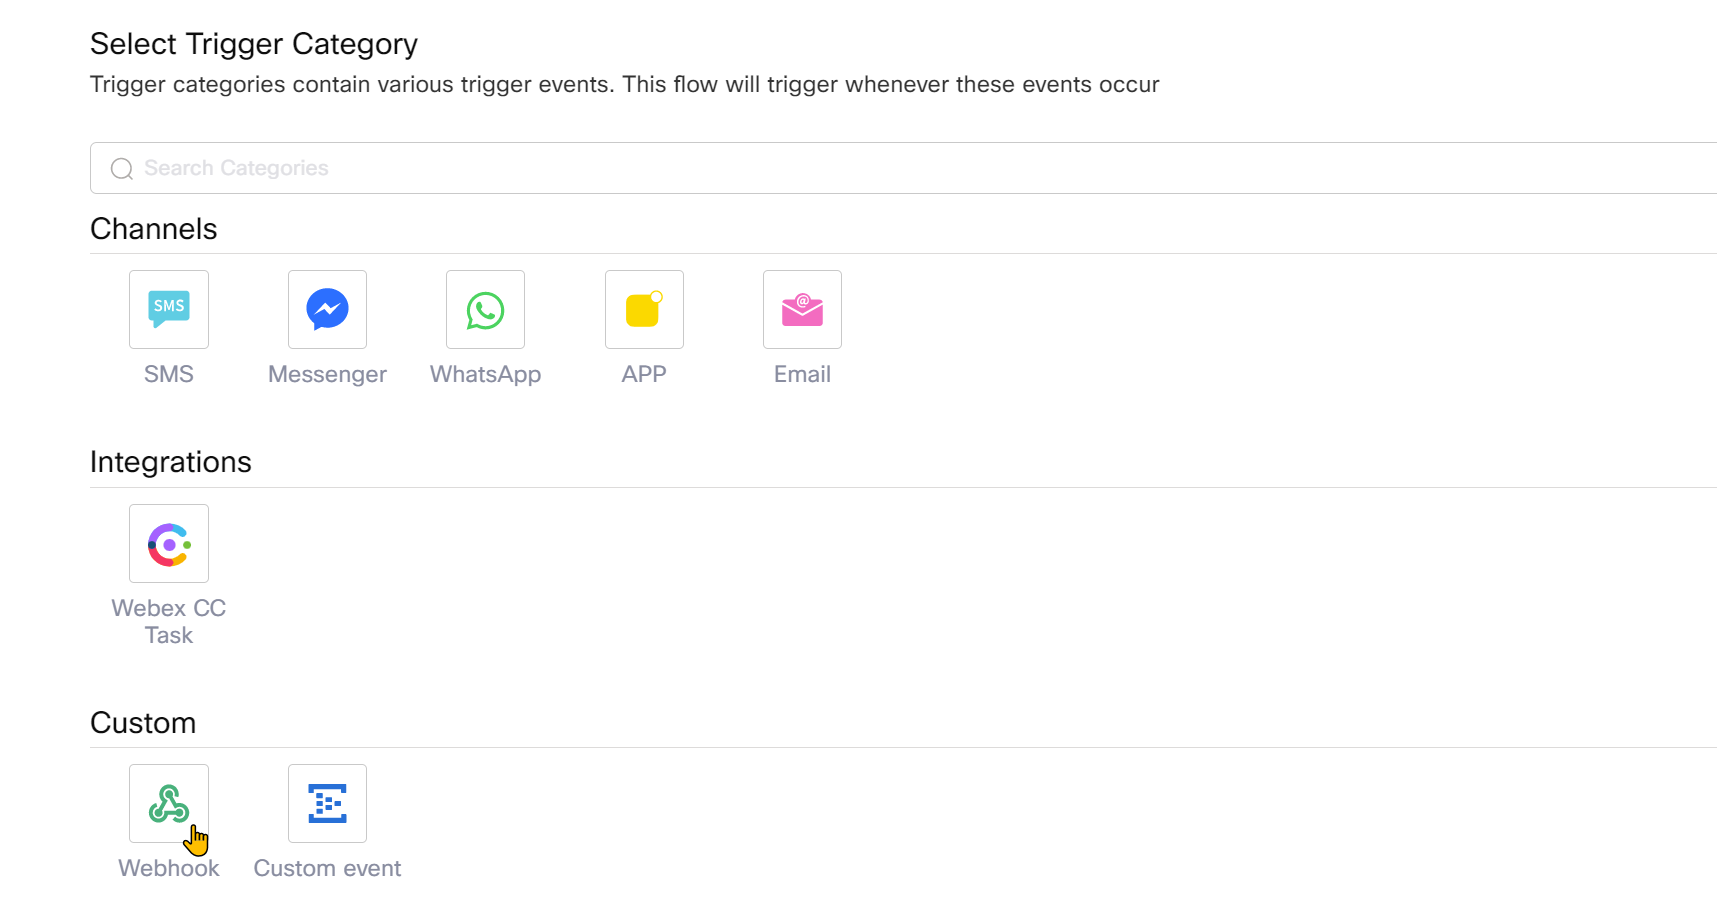 Select Trigger Category
Trigger categories contain various trigger events. This flow will trigger whenever these events occur
Search Categories
Channels
SMS
SMS
Messenger
WhatsApp
APP
@
Email
Integrations
Webex CC
Task
Custom
Webhook
Custom event